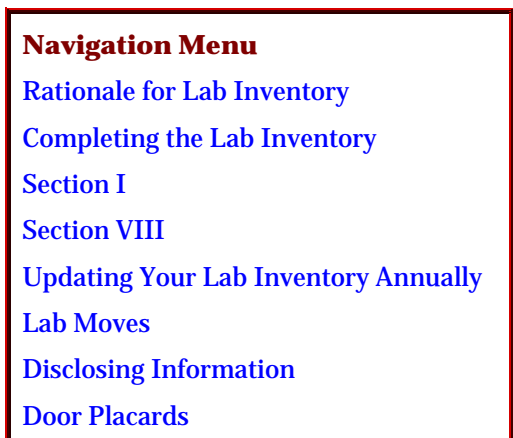 Navigation Menu
Rationale for Lab Inventory
Completing the Lab Inventory
Section I
Section VIII
Updating Your Lab Inventory Annually
Lab Moves
Disclosing Information
Door Placards